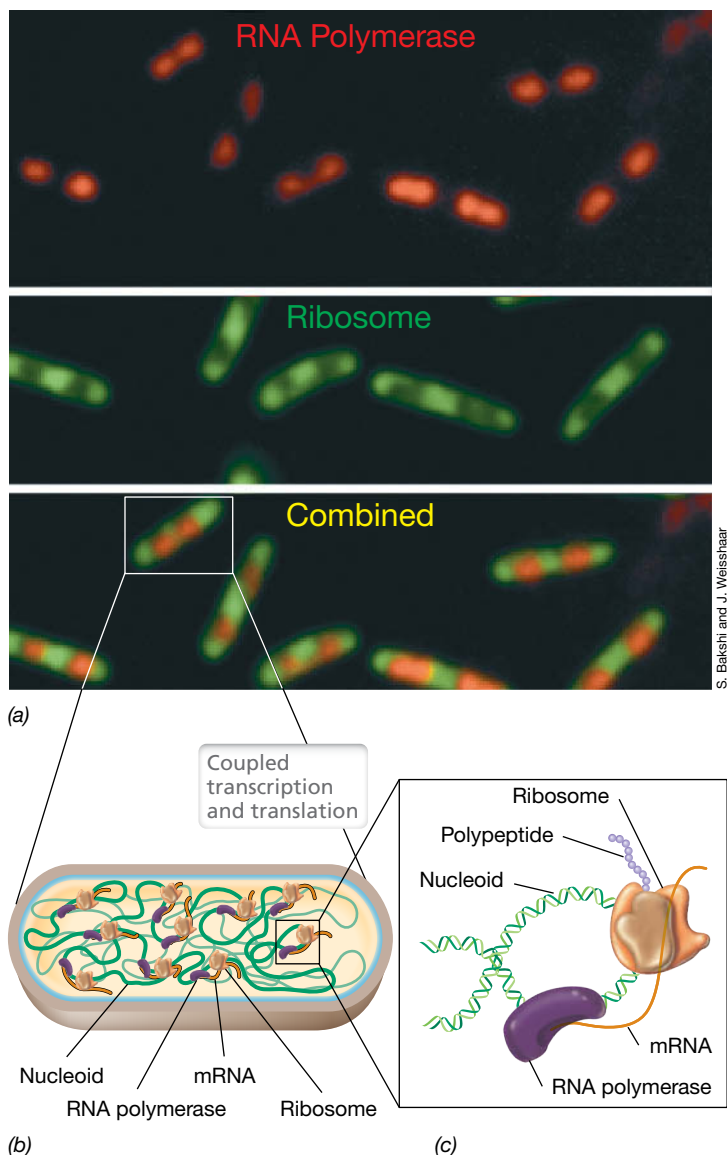 RNA Polymerase
Ribosome
Combined
S. Bakshi and J. Weisshaar
(a)
Coupled
transcription
and translation
Ribosome
Polypeptide
Nucleoid
mRNA
RNA polymerase
Nucleoid
mRNA
RNA polymerase
Ribosome
(b)
(c)